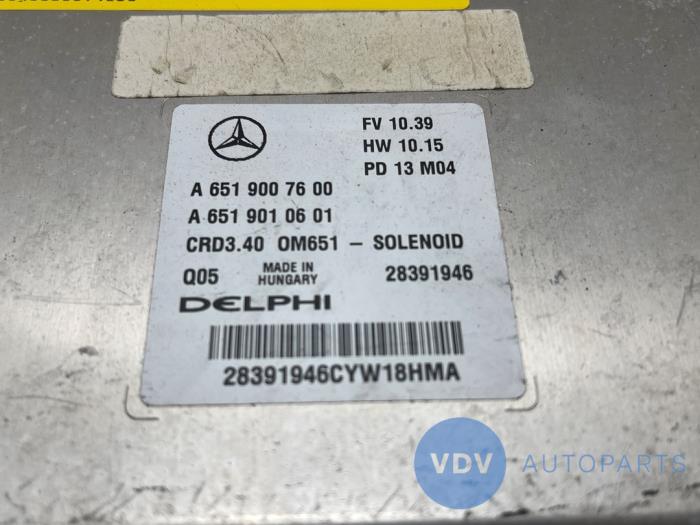 FV 10.39
HW 10.15
PD 13 M04
A 651 900 76 00
A 651 901 06 01
CRD3.40 OM651 – SOLENOID
Q05 MADE IN HUNGARY 28391946
DELPHI
28391946CYW18HMA
VDV AUTOPARTS